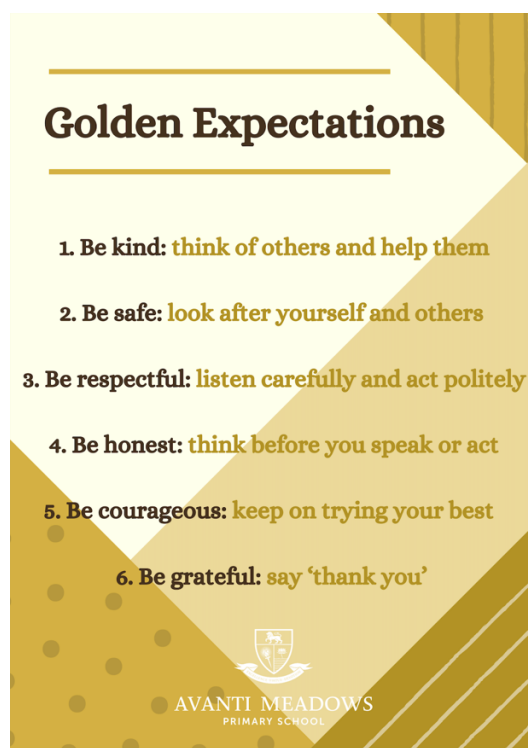 Golden Expectations
1. Be kind: think of others and help them
2. Be safe: look after yourself and others
3. Be respectful: listen carefully and act politely
4. Be honest: think before you speak or act
5. Be courageous: keep on trying your best
6. Be grateful: say ‘thank you’
AVANTI MEADOWS
PRIMARY SCHOOL